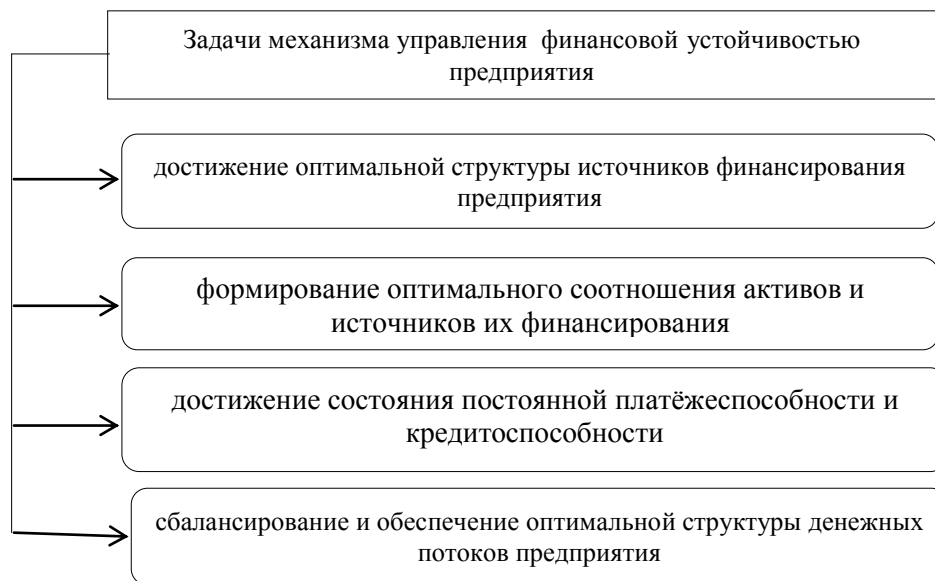 Задачи механизма управления финансовой устойчивостью
предприятия
достижение оптимальной структуры источников финансирования
предприятия
формирование оптимального соотношения активов и
источников их финансирования
достижение состояния постоянной платёжеспособности и
кредитоспособности
сбалансирование и обеспечение оптимальной структуры денежных
потоков предприятия